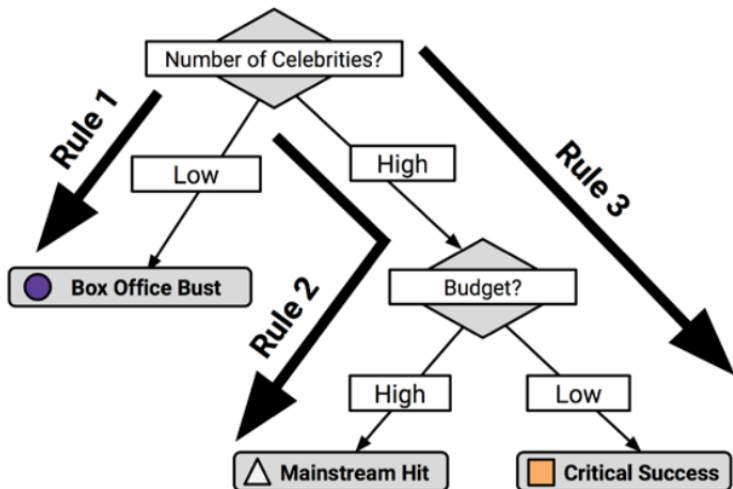 Number of Celebrities?
Rule 1
Low
High
Rule 3
Box Office Bust
Rule 2
Budget?
High
Low
Mainstream Hit
Critical Success